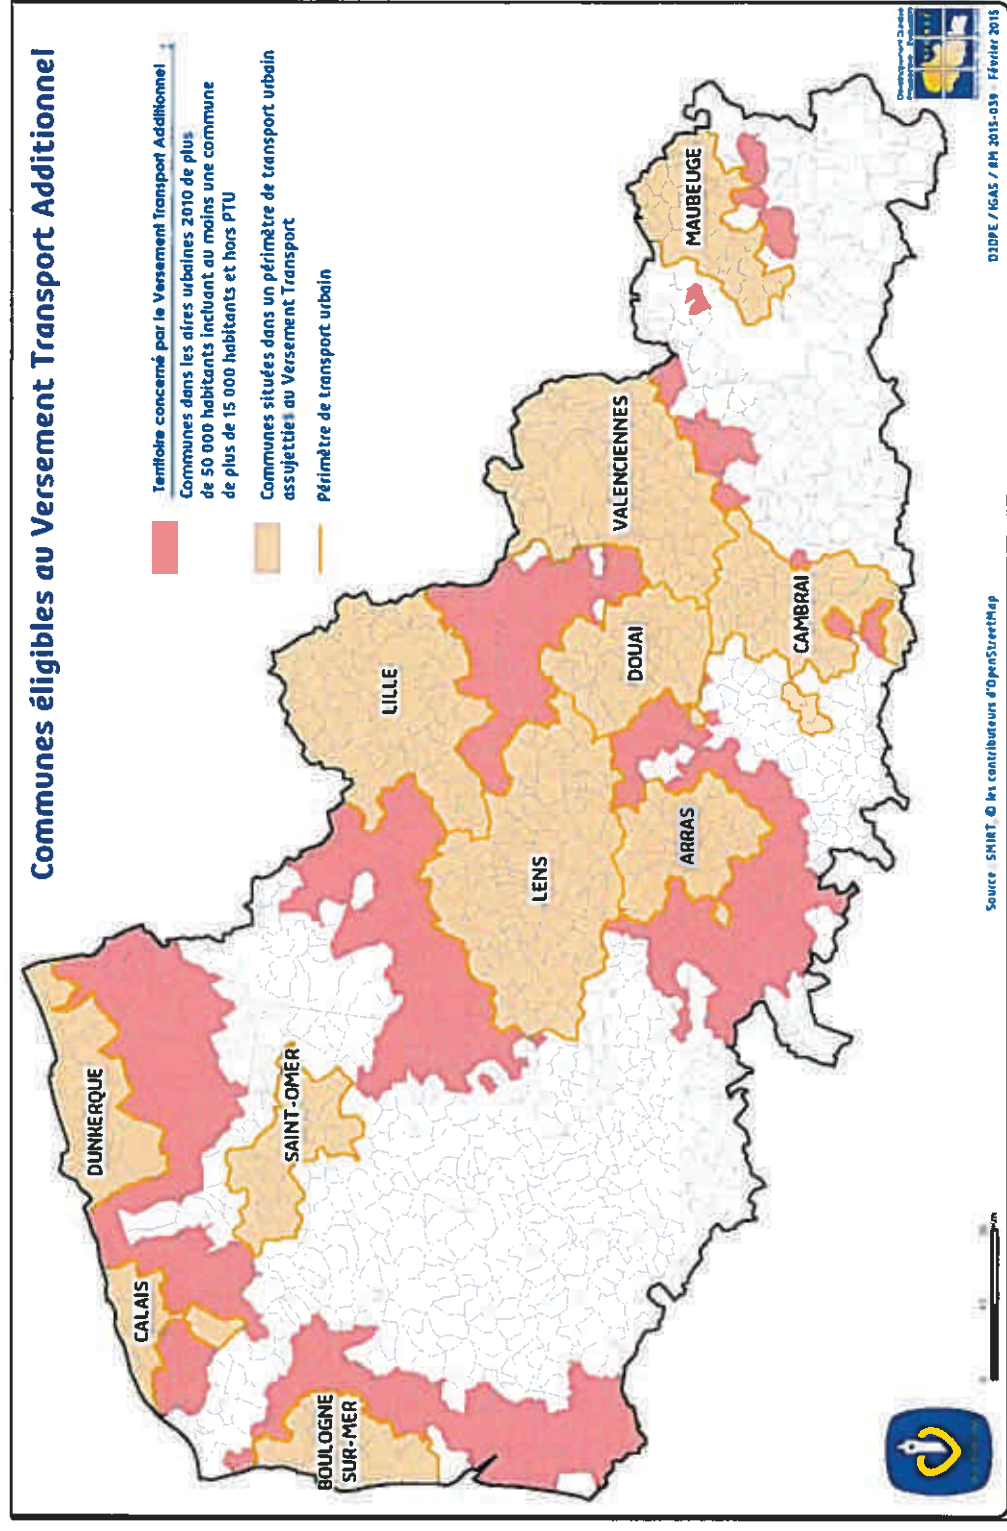 Communes éligibles au Versement Transport Additionnel
Territoire concerné par le Versement Transport Additionnel
Communes dans les aires urbaines 2010 de plus
de 50 000 habitants incluant au moins une commune
de plus de 15 000 habitants et hors PTU
Communes situées dans un périmètre de transport urbain
assujetties au Versement Transport
Périmètre de transport urbain
DUNKERQUE
CALAIS
SAINT-OMER
BOULOGNE
SUR-MER
LILLE
LENS
ARRAS
DOUAI
VALENCIENNES
CAMBRAI
MAUBEUGE
Source : SMIRT, © les contributeurs d'OpenStreetMap
D2DPE / IGAS / RM 2015-039 - Février 2015